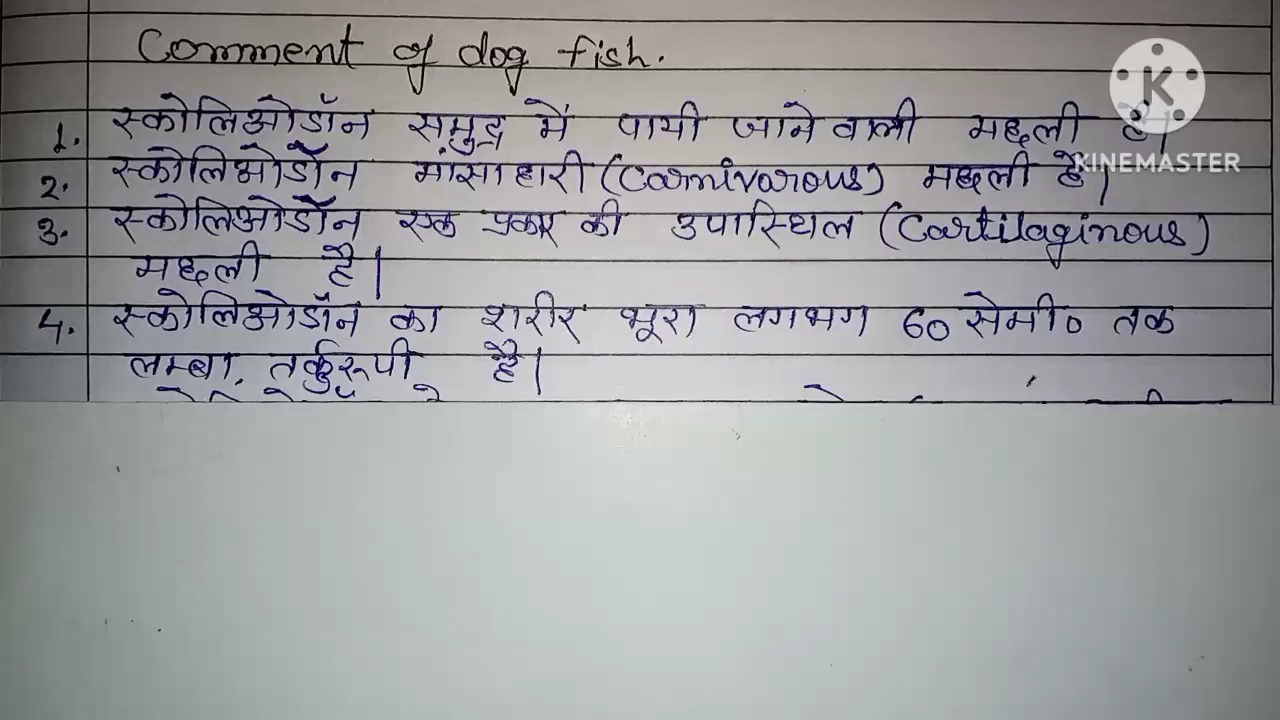 Comment of dog fish.
1. स्कोलिओडॉन समुद्र में पायी जाने वाली मछली है।
2. स्कोलिओडॉन मांसाहारी (Carnivarous) मछली है।
3. स्कोलिओडॉन एक प्रकार की उपास्थिल (Cartilaginous)
मछली है।
4. स्कोलिओडॉन का शरीर भूरा लगभग 60 सेमी० तक
लम्बा, तर्कुरूपी है।
K
KINEMASTER